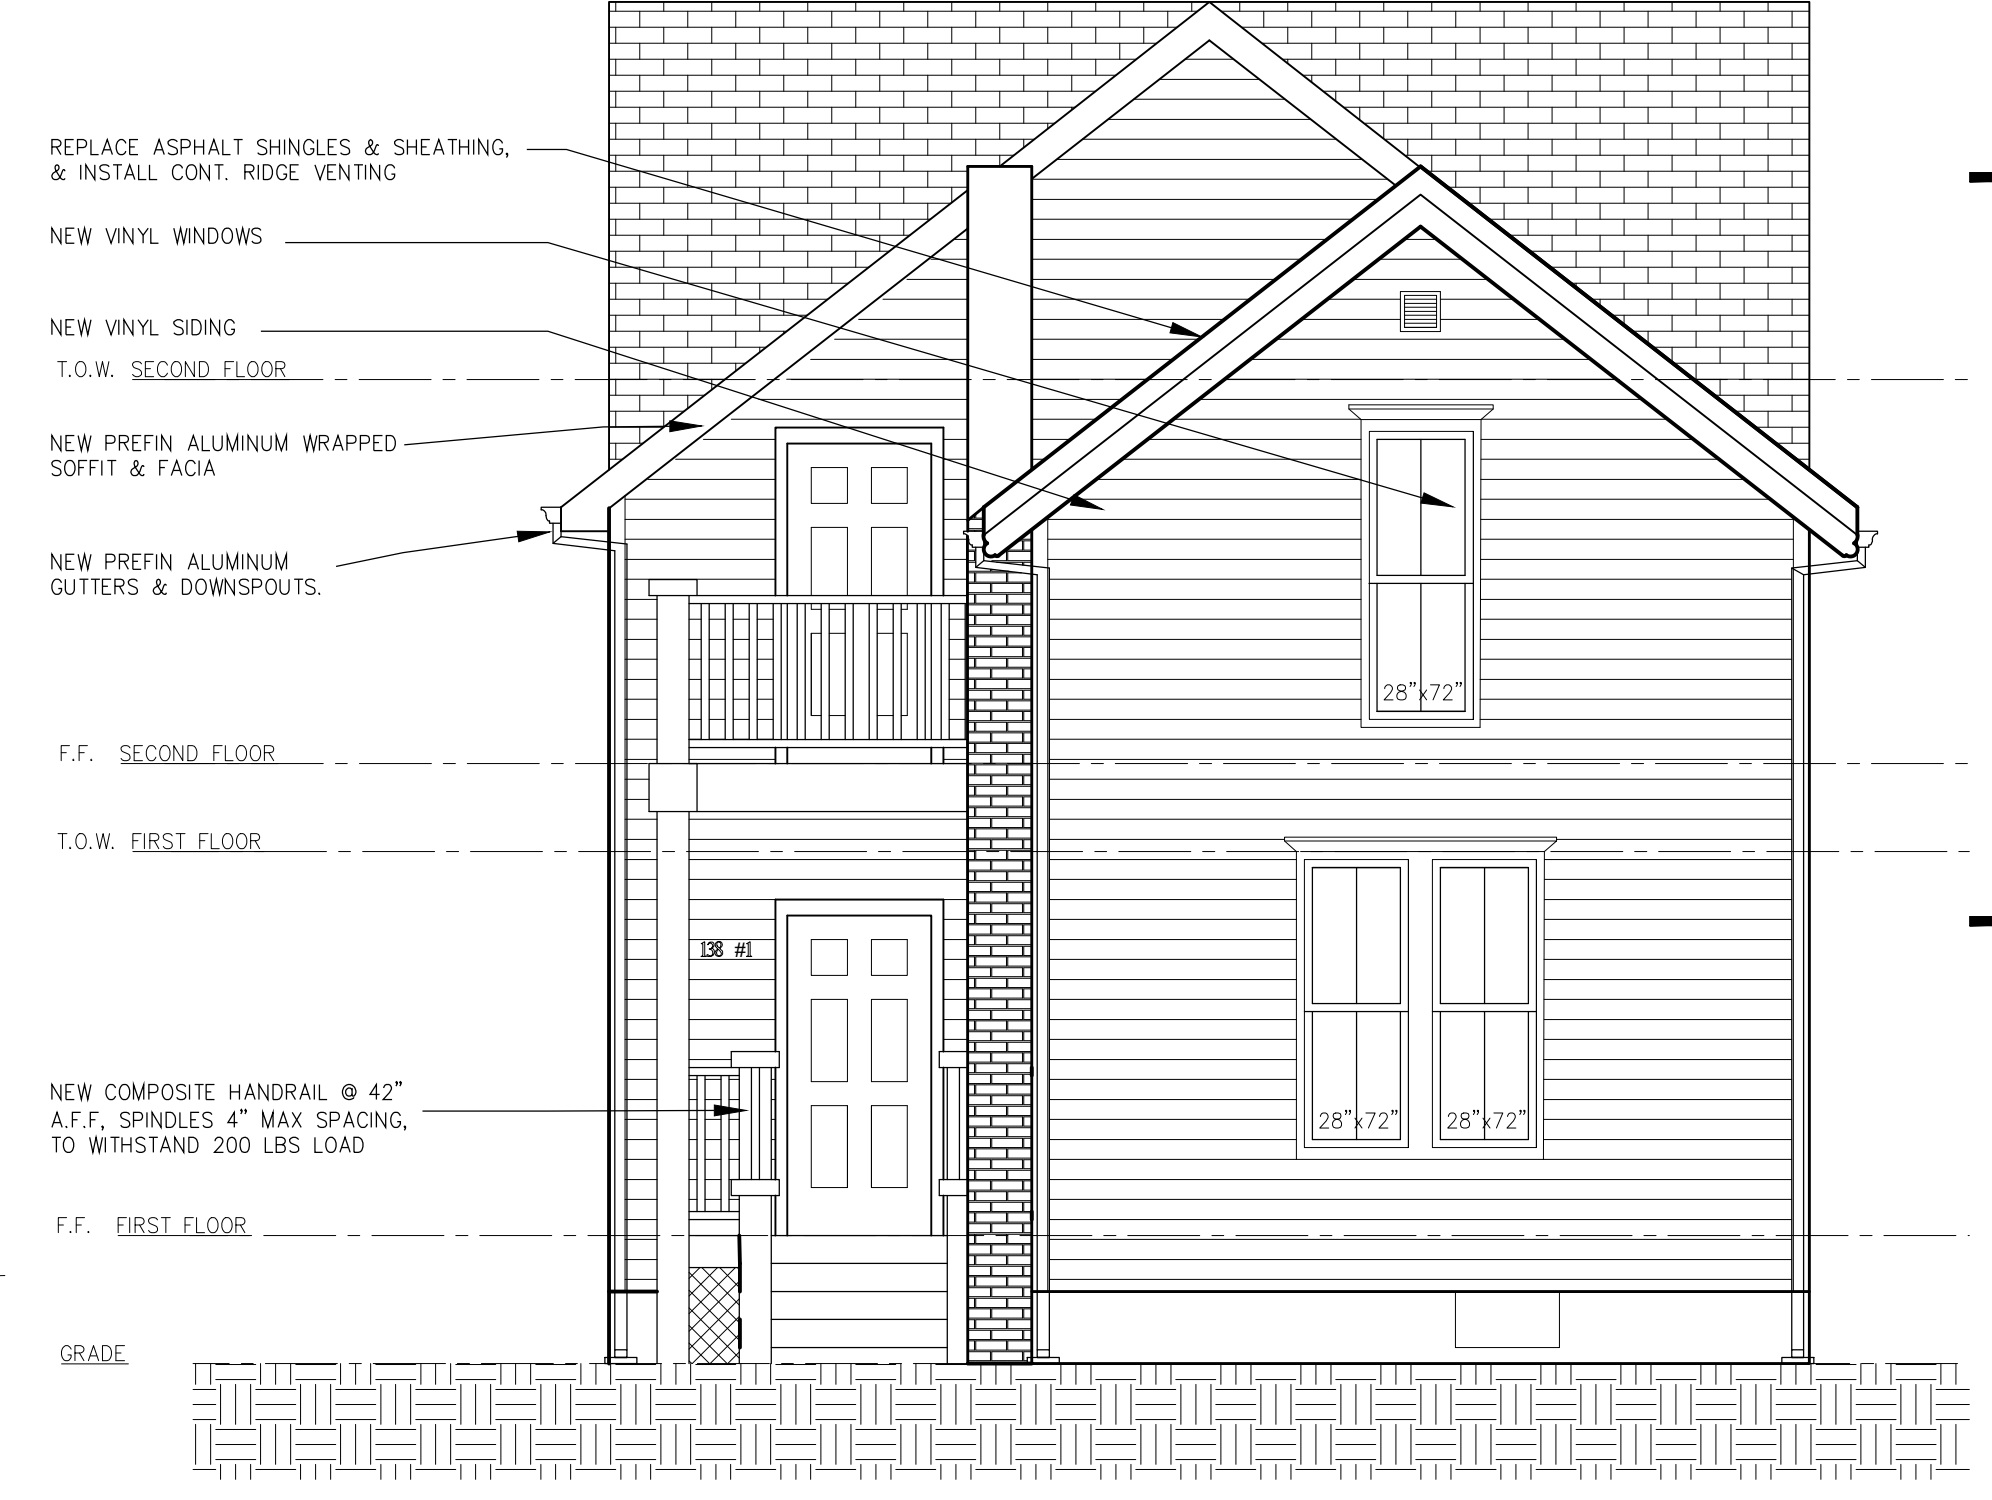 REPLACE ASPHALT SHINGLES & SHEATHING,
& INSTALL CONT. RIDGE VENTING
NEW VINYL WINDOWS
NEW VINYL SIDING
T.O.W. SECOND FLOOR
NEW PREFIN ALUMINUM WRAPPED
SOFFIT & FACIA
NEW PREFIN ALUMINUM
GUTTERS & DOWNSPOUTS.
28"x72"
F.F. SECOND FLOOR
T.O.W. FIRST FLOOR
138 #1
NEW COMPOSITE HANDRAIL @ 42"
A.F.F, SPINDLES 4" MAX SPACING,
TO WITHSTAND 200 LBS LOAD
28"x72" 28"x72"
F.F. FIRST FLOOR
GRADE